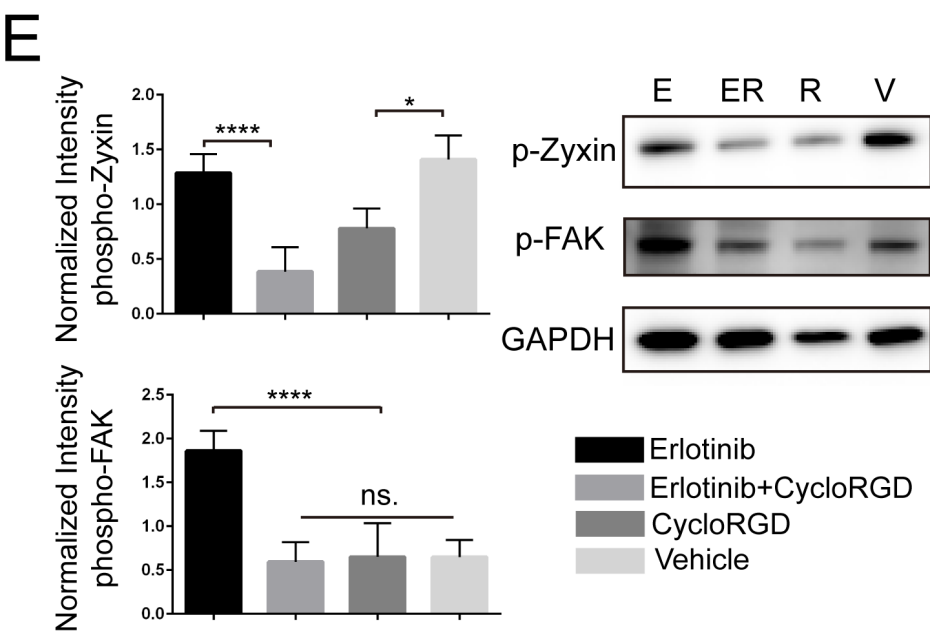 E
Normalized Intensity
phospho-Zyxin
2.0
1.5
1.0
0.5
0.0
****
*
E ER R V
p-Zyxin
p-FAK
GAPDH
Normalized Intensity
phospho-FAK
2.5
2.0
1.5
1.0
0.5
0.0
****
ns.
Erlotinib
Erlotinib+CycloRGD
CycloRGD
Vehicle